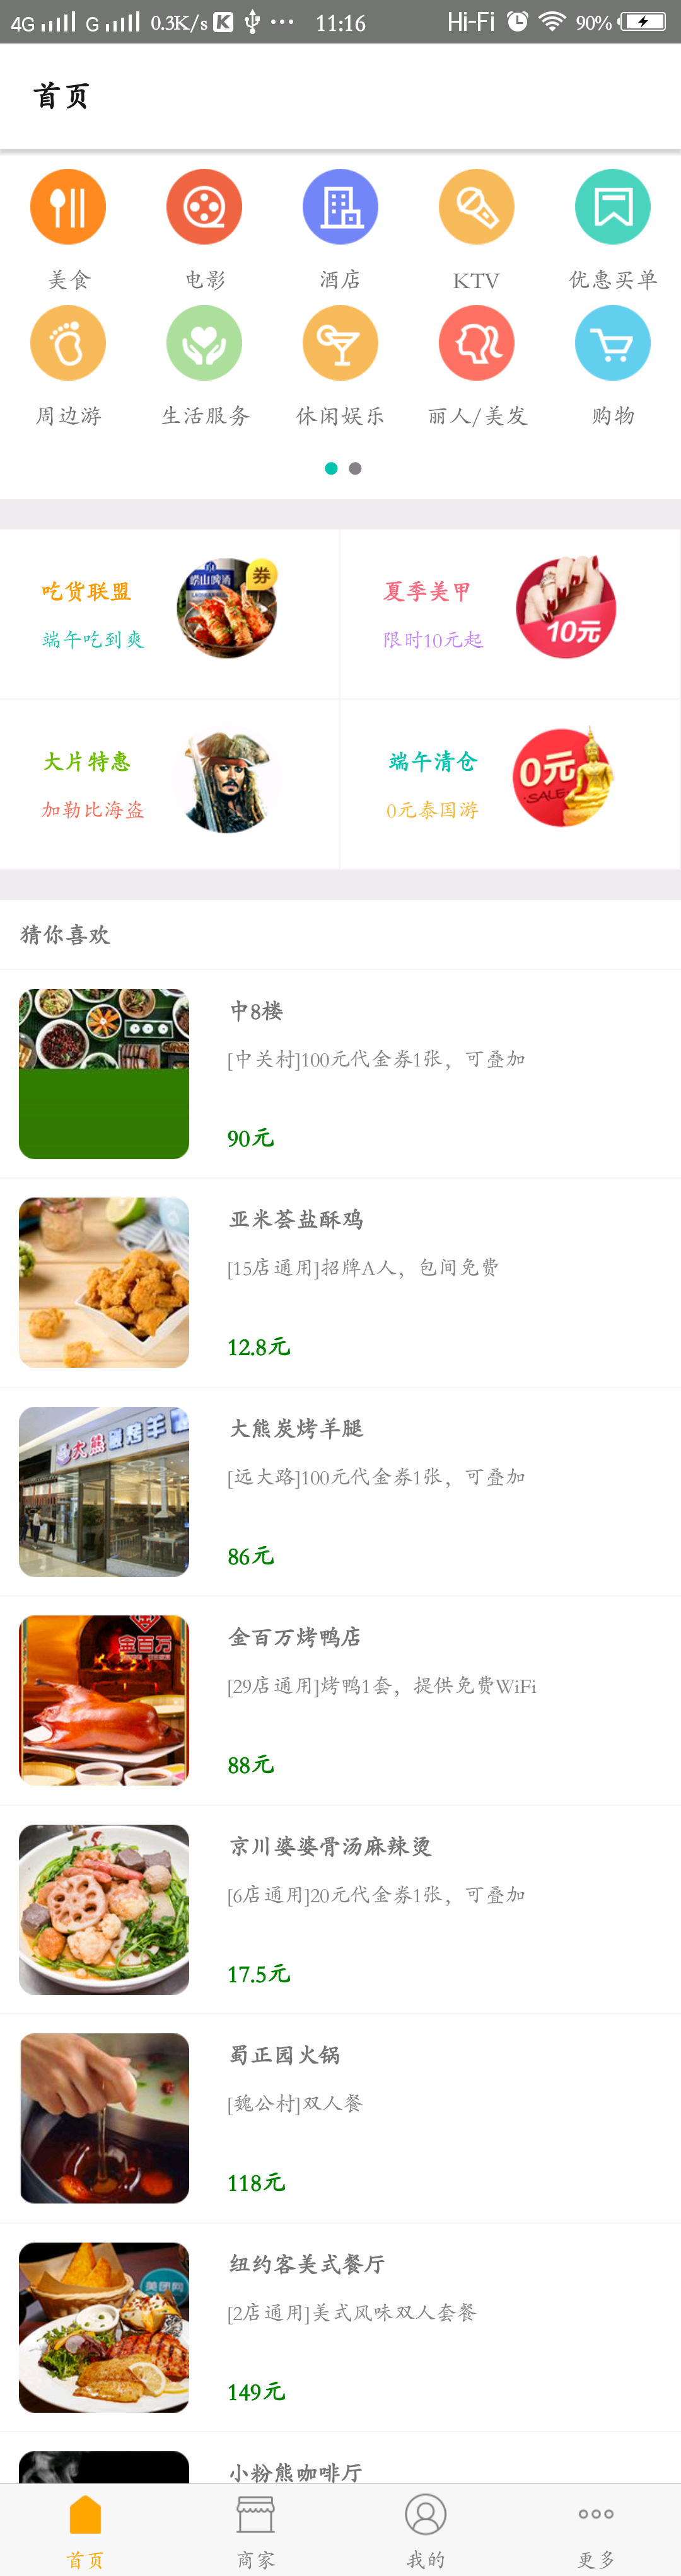 4G G 0.3K/s ... 11:16 Hi-Fi 90%
首页
美食 电影 酒店 KTV 优惠买单
周边游 生活服务 休闲娱乐 丽人/美发 购物
吃货联盟
端午吃到爽
崂山啤酒
券
夏季美甲
限时10元起
10元
大片特惠
加勒比海盗
端午清仓
0元泰国游
0元
SALE
猜你喜欢
中8楼
[中关村]100元代金券1张，可叠加
90元
亚米荟盐酥鸡
[15店通用]招牌A人，包间免费
12.8元
大熊炭烤羊腿
[远大路]100元代金券1张，可叠加
86元
金百万
金百万烤鸭店
[29店通用]烤鸭1套，提供免费WiFi
88元
京川婆婆骨汤麻辣烫
[6店通用]20元代金券1张，可叠加
17.5元
蜀正园火锅
[魏公村]双人餐
118元
美团网
纽约客美式餐厅
[2店通用]美式风味双人套餐
149元
小粉熊咖啡厅
首页 商家 我的 更多